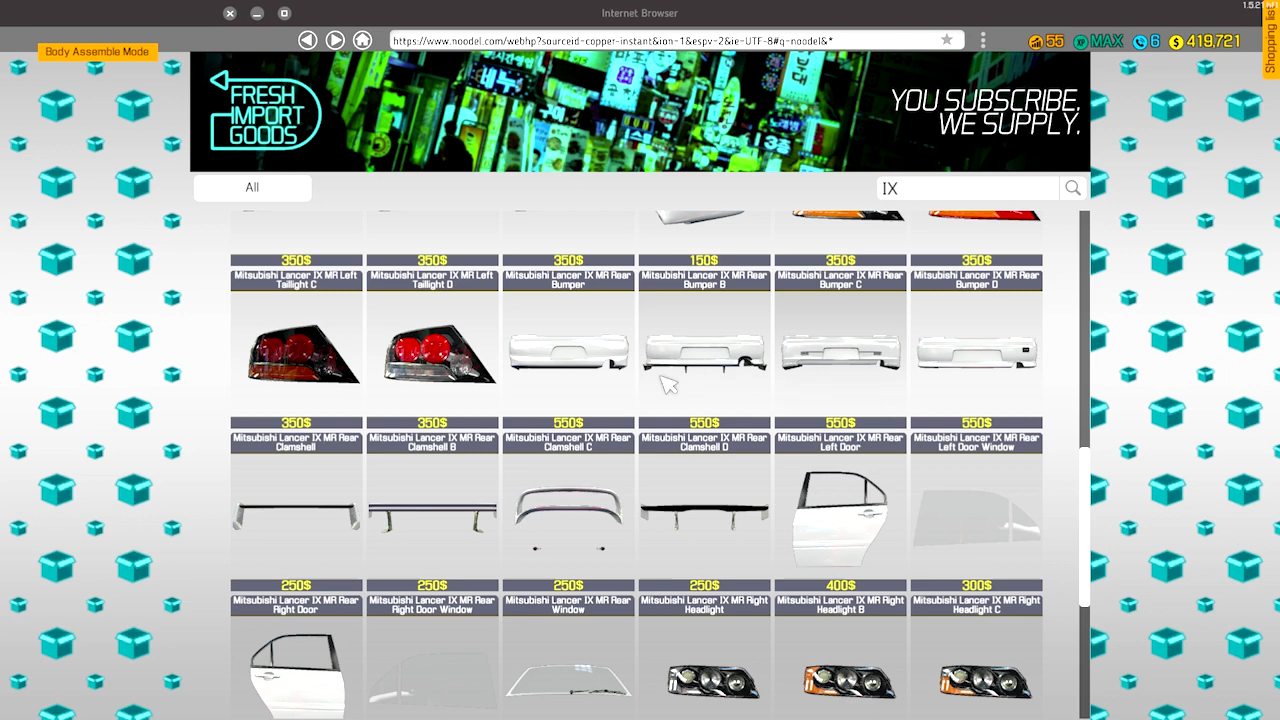 Internet Browser
1.5.21
Body Assemble Mode
https://www.noodel.com/webhp?sourceid-copper-instant&ion-1&espv-2&ie-UTF-8#q-noodel&*
55
XP MAX
6
$ 419,721
Shopping list
FRESH
IMPORT
GOODS
YOU SUBSCRIBE,
WE SUPPLY.
All
IX
350$
350$
350$
150$
350$
350$
Mitsubishi Lancer IX MR Left
Taillight C
Mitsubishi Lancer IX MR Left
Taillight D
Mitsubishi Lancer IX MR Rear
Bumper
Mitsubishi Lancer IX MR Rear
Bumper B
Mitsubishi Lancer IX MR Rear
Bumper C
Mitsubishi Lancer IX MR Rear
Bumper D
350$
350$
550$
550$
550$
550$
Mitsubishi Lancer IX MR Rear
Clamshell
Mitsubishi Lancer IX MR Rear
Clamshell B
Mitsubishi Lancer IX MR Rear
Clamshell C
Mitsubishi Lancer IX MR Rear
Clamshell D
Mitsubishi Lancer IX MR Rear
Left Door
Mitsubishi Lancer IX MR Rear
Left Door Window
250$
250$
250$
250$
400$
300$
Mitsubishi Lancer IX MR Rear
Right Door
Mitsubishi Lancer IX MR Rear
Right Door Window
Mitsubishi Lancer IX MR Rear
Window
Mitsubishi Lancer IX MR Right
Headlight
Mitsubishi Lancer IX MR Right
Headlight B
Mitsubishi Lancer IX MR Right
Headlight C